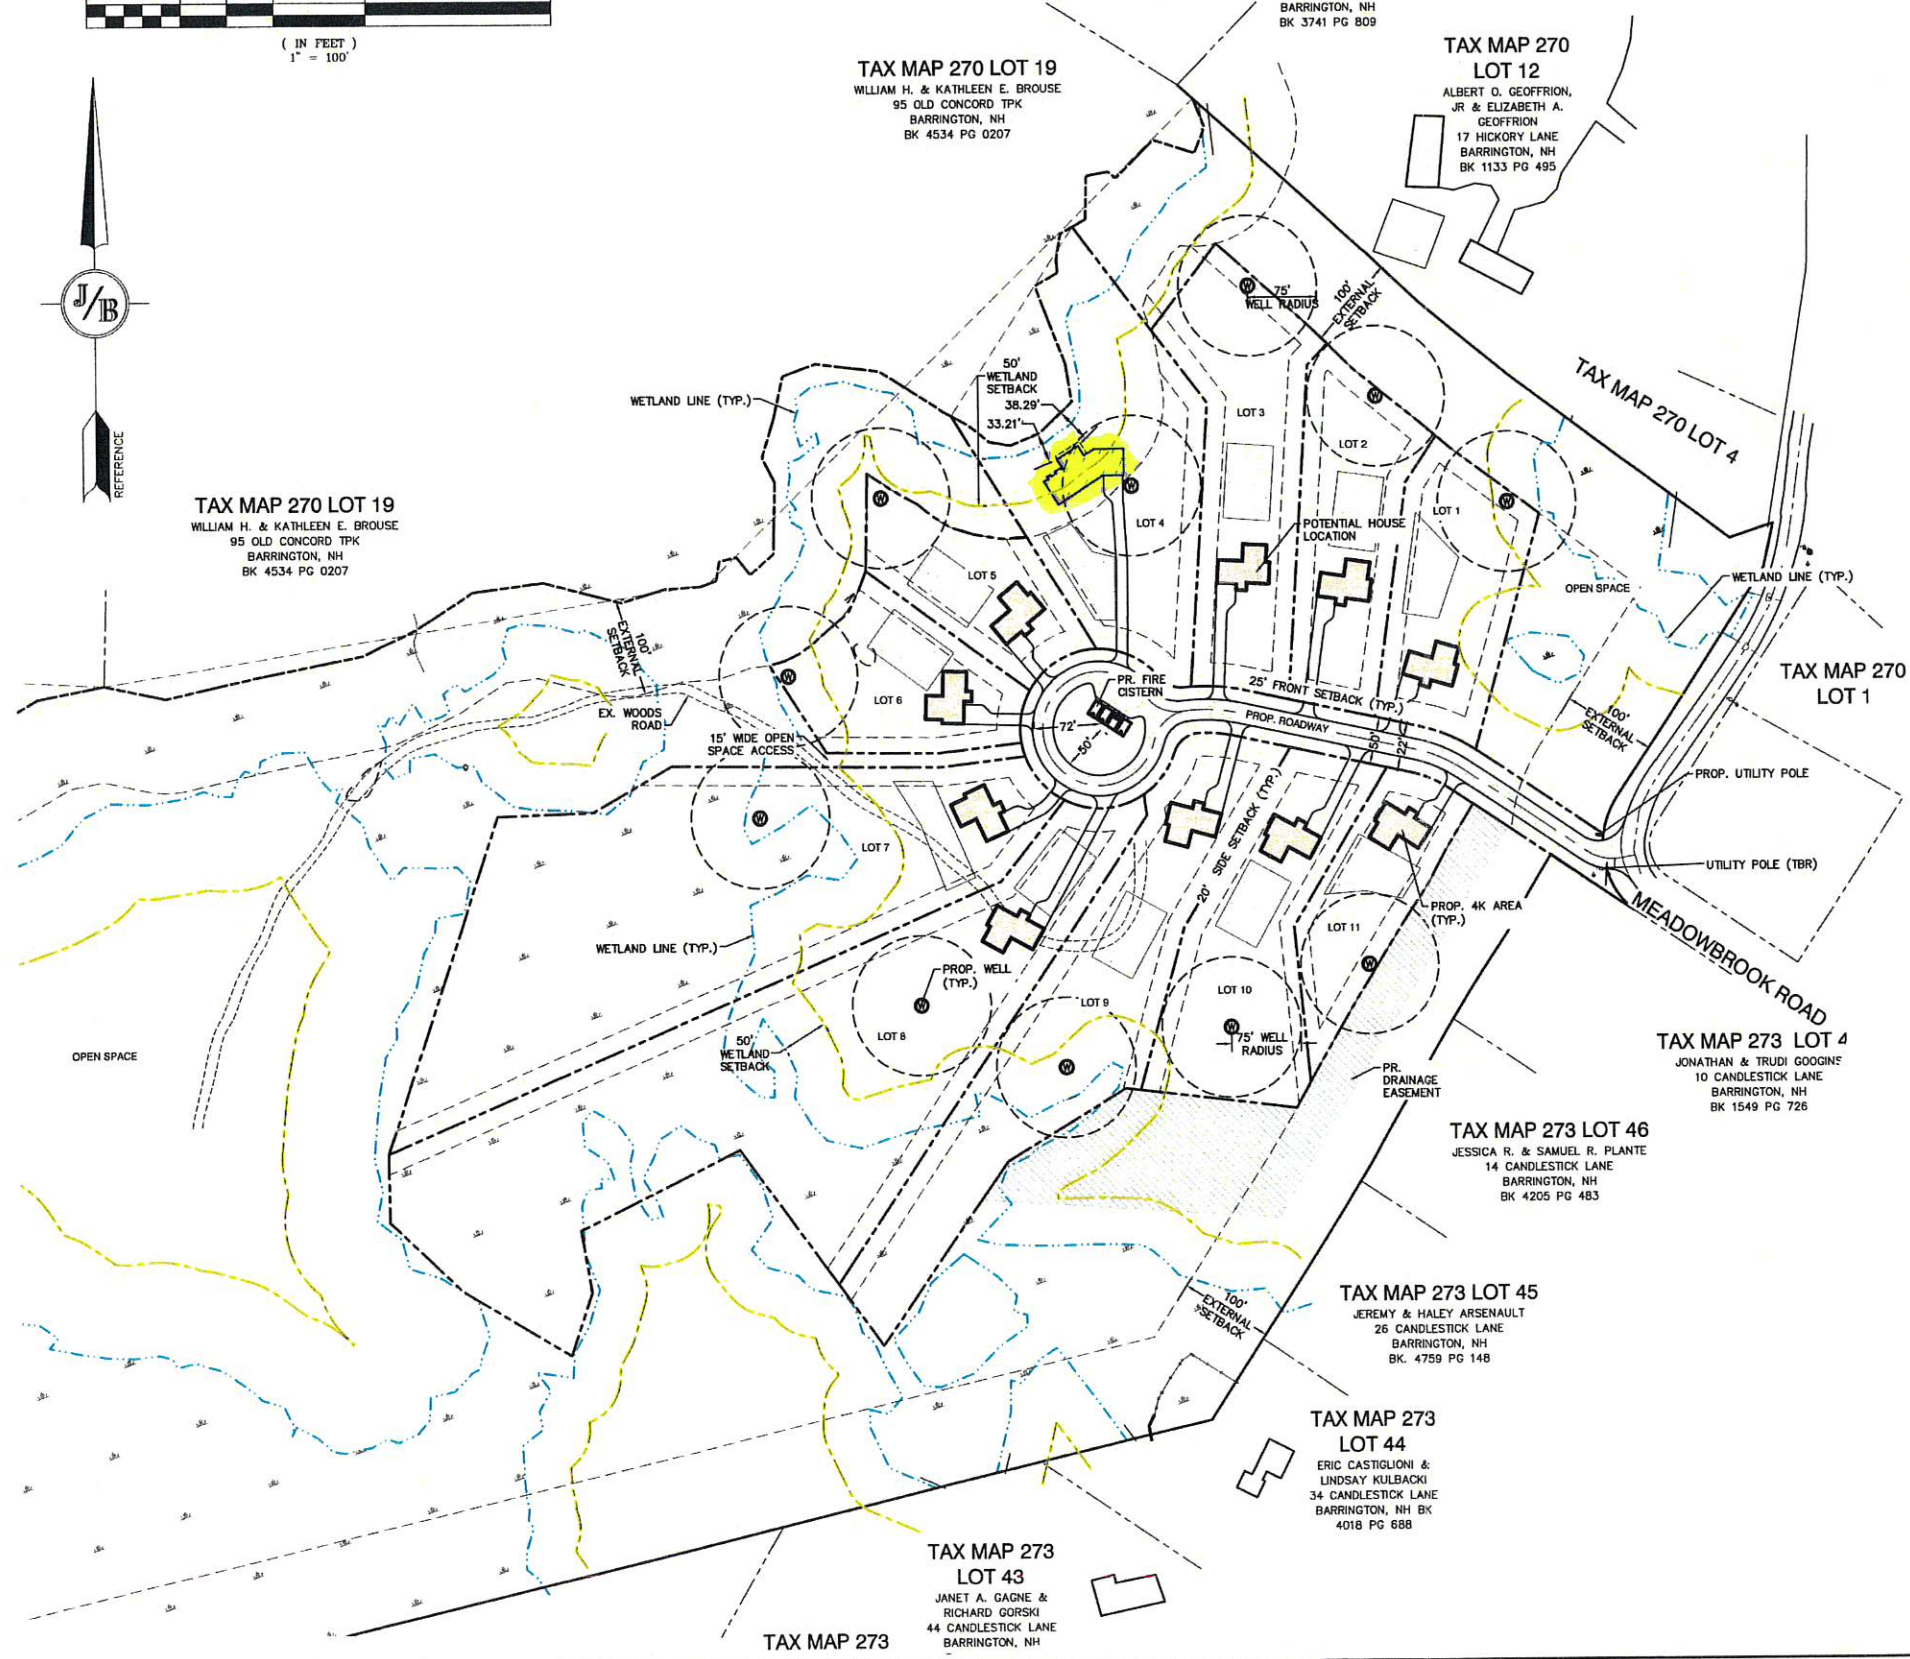 ( IN FEET )
1" = 100'
BARRINGTON, NH
BK 3741 PG 809
TAX MAP 270 LOT 19
WILLIAM H. & KATHLEEN E. BROUSE
95 OLD CONCORD TPK
BARRINGTON, NH
BK 4534 PG 0207
TAX MAP 270
LOT 12
ALBERT O. GEOFFRION,
JR & ELIZABETH A.
GEOFFRION
17 HICKORY LANE
BARRINGTON, NH
BK 1133 PG 495
J/B
REFERENCE
75'
WELL RADIUS
100'
EXTERNAL
SETBACK
TAX MAP 270 LOT 4
50'
WETLAND
SETBACK
38.29'
33.21'
WETLAND LINE (TYP.)
LOT 3
LOT 2
LOT 1
LOT 4
LOT 5
POTENTIAL HOUSE
LOCATION
TAX MAP 270 LOT 19
WILLIAM H. & KATHLEEN E. BROUSE
95 OLD CONCORD TPK
BARRINGTON, NH
BK 4534 PG 0207
OPEN SPACE
WETLAND LINE (TYP.)
100'
EXTERNAL
SETBACK
TAX MAP 270
LOT 1
PR. FIRE
CISTERN
25' FRONT SETBACK (TYP.)
PROP. ROADWAY
LOT 6
72'
50'
50'
22'
EX. WOODS
ROAD
15' WIDE OPEN
SPACE ACCESS
100'
EXTERNAL
SETBACK
PROP. UTILITY POLE
20' SIDE SETBACK (TYP.)
LOT 7
UTILITY POLE (TBR)
MEADOWBROOK ROAD
PROP. 4K AREA
(TYP.)
LOT 11
WETLAND LINE (TYP.)
PROP. WELL
(TYP.)
LOT 10
LOT 9
LOT 8
75' WELL
RADIUS
50'
WETLAND
SETBACK
OPEN SPACE
PR.
DRAINAGE
EASEMENT
TAX MAP 273 LOT 4
JONATHAN & TRUDI GOOGINS
10 CANDLESTICK LANE
BARRINGTON, NH
BK 1549 PG 726
TAX MAP 273 LOT 46
JESSICA R. & SAMUEL R. PLANTE
14 CANDLESTICK LANE
BARRINGTON, NH
BK 4205 PG 483
100'
EXTERNAL
SETBACK
TAX MAP 273 LOT 45
JEREMY & HALEY ARSENAULT
26 CANDLESTICK LANE
BARRINGTON, NH
BK. 4759 PG 148
TAX MAP 273
LOT 44
ERIC CASTIGLIONI &
LINDSAY KULBACKI
34 CANDLESTICK LANE
BARRINGTON, NH BK
4018 PG 688
TAX MAP 273
LOT 43
JANET A. GAGNE &
RICHARD GORSKI
44 CANDLESTICK LANE
BARRINGTON, NH
TAX MAP 273